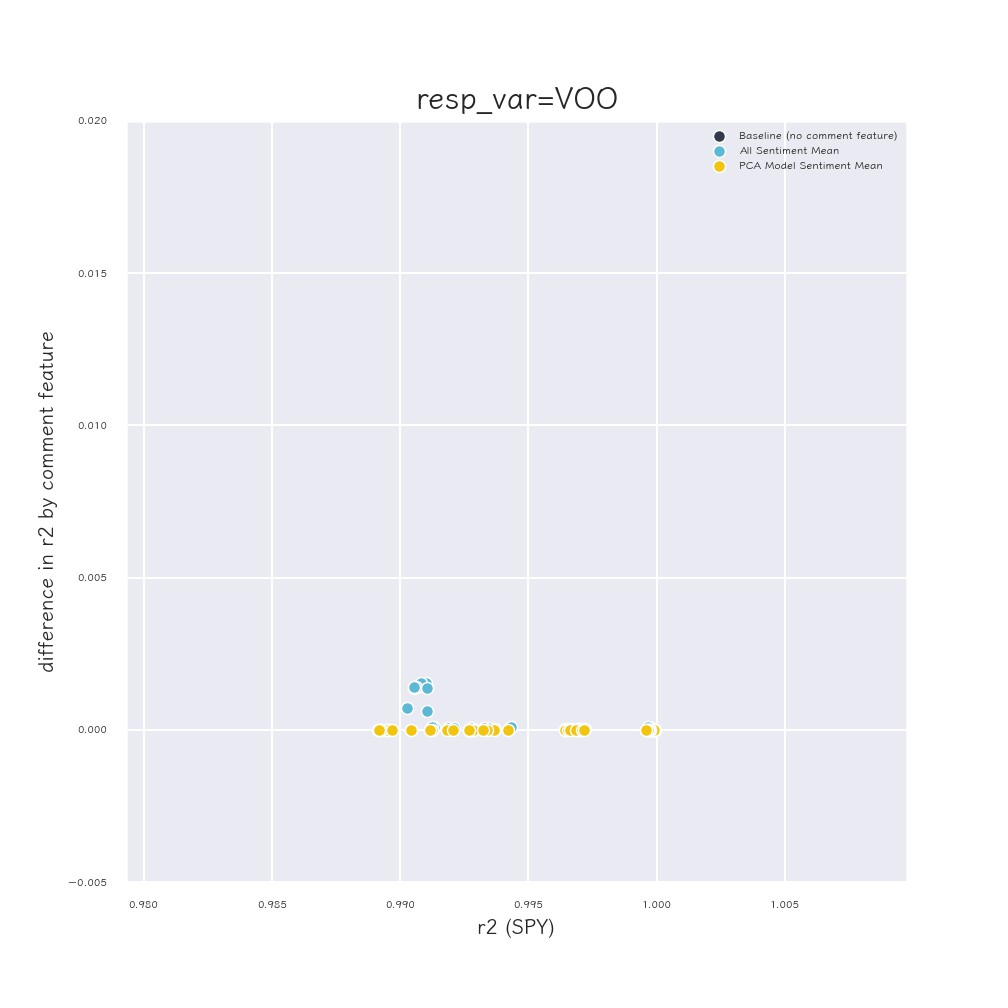 resp_var=VOO
0.020
0.015
0.010
0.005
0.000
−0.005
difference in r2 by comment feature
Baseline (no comment feature)
All Sentiment Mean
PCA Model Sentiment Mean
0.980 0.985 0.990 0.995 1.000 1.005
r2 (SPY)